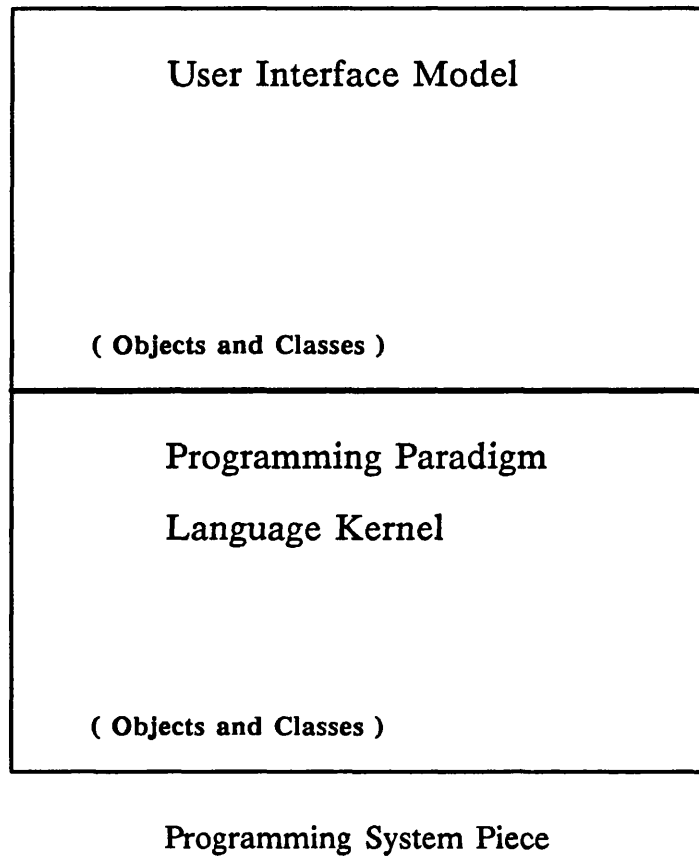 User Interface Model
( Objects and Classes )
Programming Paradigm
Language Kernel
( Objects and Classes )
Programming System Piece